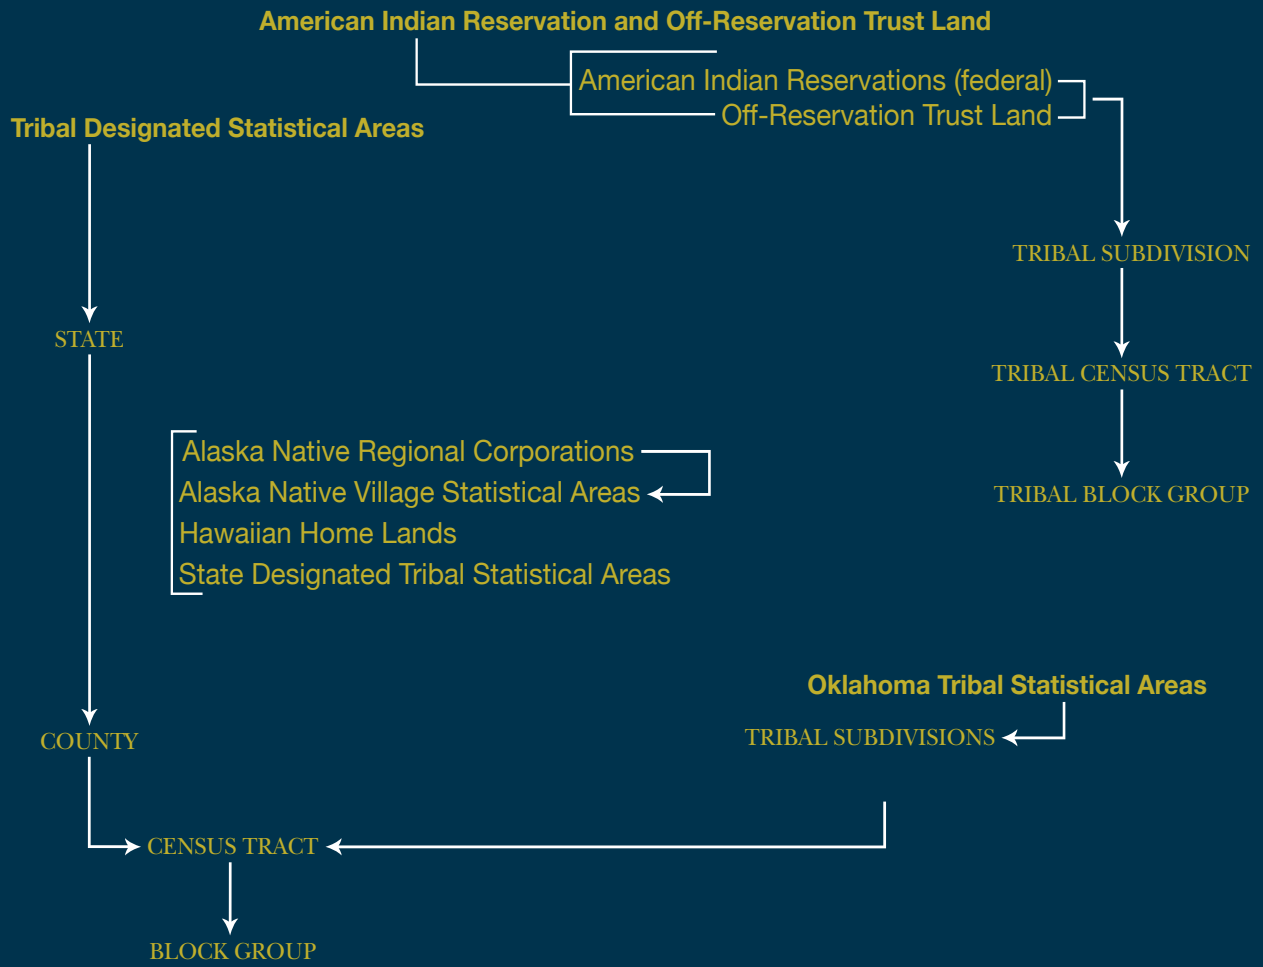 American Indian Reservation and Off-Reservation Trust Land
American Indian Reservations (federal)
Off-Reservation Trust Land
Tribal Designated Statistical Areas
TRIBAL SUBDIVISION
STATE
TRIBAL CENSUS TRACT
Alaska Native Regional Corporations
Alaska Native Village Statistical Areas
TRIBAL BLOCK GROUP
Hawaiian Home Lands
State Designated Tribal Statistical Areas
Oklahoma Tribal Statistical Areas
COUNTY
TRIBAL SUBDIVISIONS
CENSUS TRACT
BLOCK GROUP